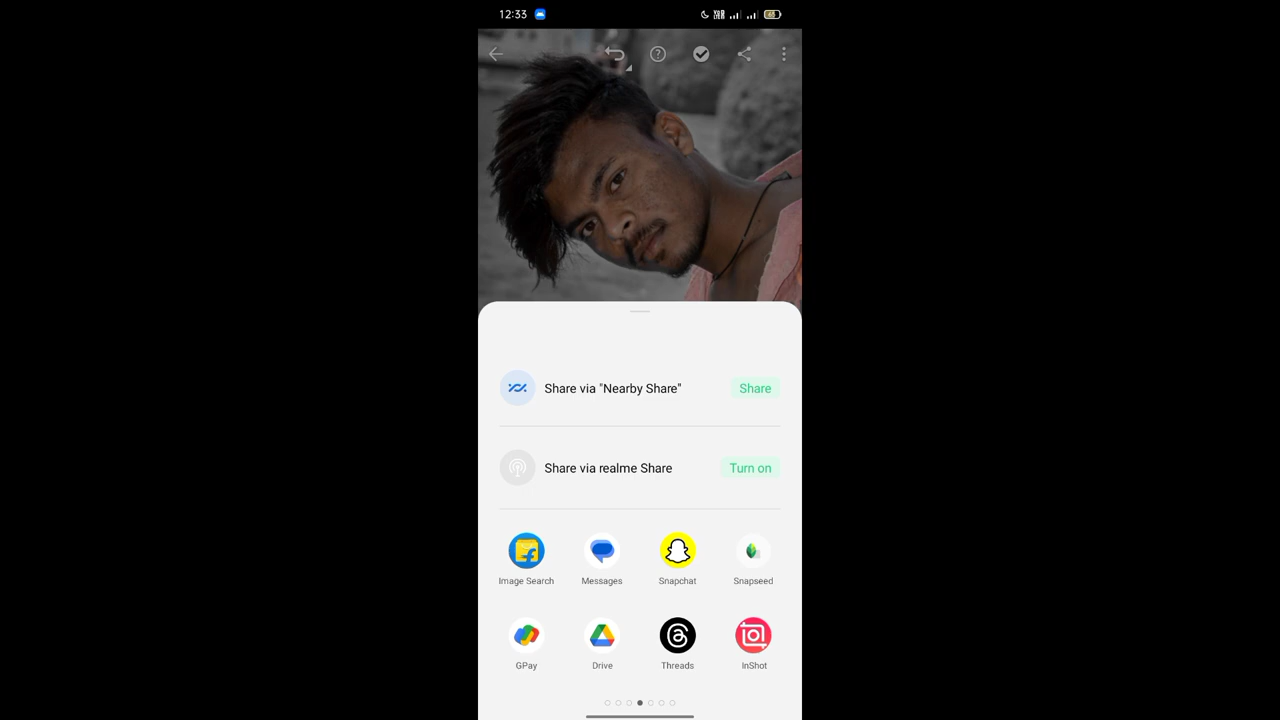 12:33
65
Share via "Nearby Share"
Share
Share via realme Share
Turn on
Image Search
Messages
Snapchat
Snapseed
GPay
Drive
Threads
InShot